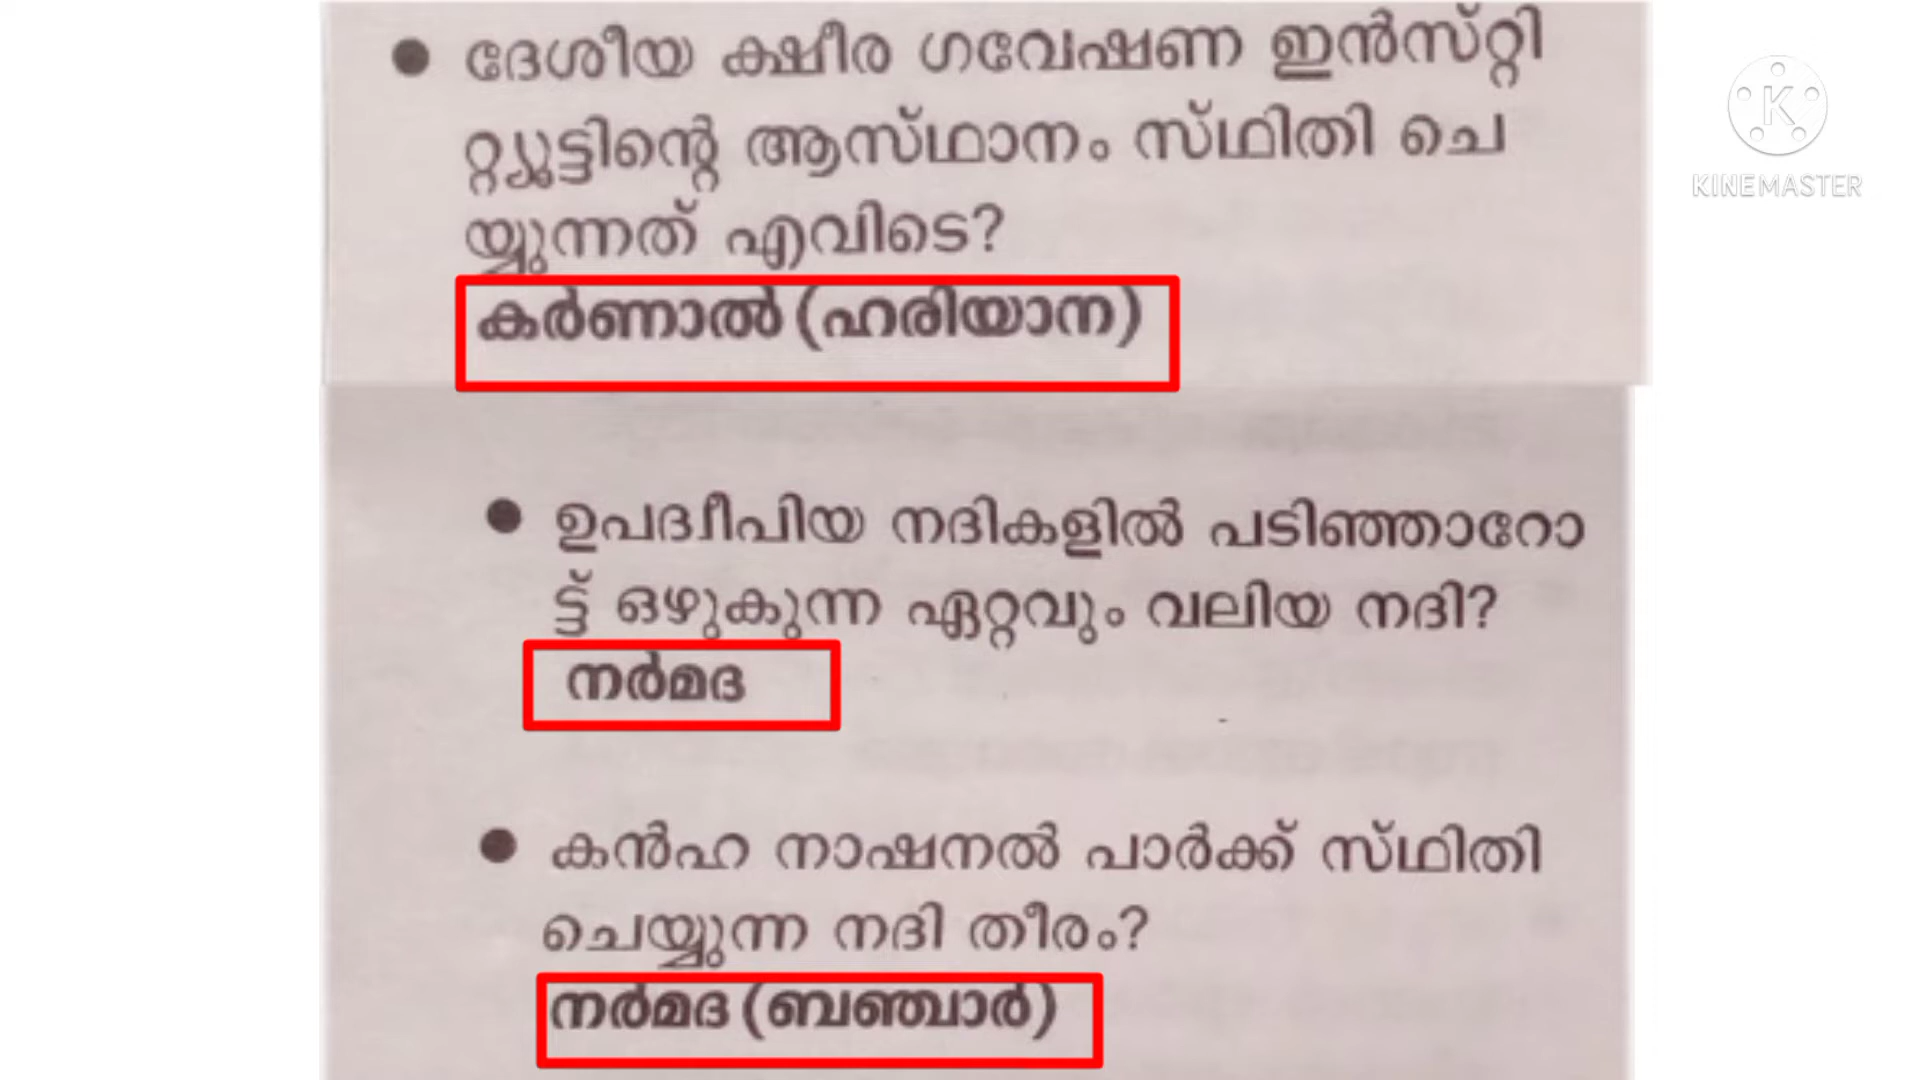 ● ദേശീയ ക്ഷീര ഗവേഷണ ഇൻസ്റ്റി
റ്റ്യൂട്ടിന്റെ ആസ്ഥാനം സ്ഥിതി ചെ
യ്യുന്നത് എവിടെ?
കർണാൽ (ഹരിയാന)
● ഉപദ്വീപിയ നദികളിൽ പടിഞ്ഞാറോ
ട്ട് ഒഴുകുന്ന ഏറ്റവും വലിയ നദി?
നർമദ
● കൻഹ നാഷനൽ പാർക്ക് സ്ഥിതി
ചെയ്യുന്ന നദി തീരം?
നർമദ (ബഞ്ചാർ)
K
KINEMASTER